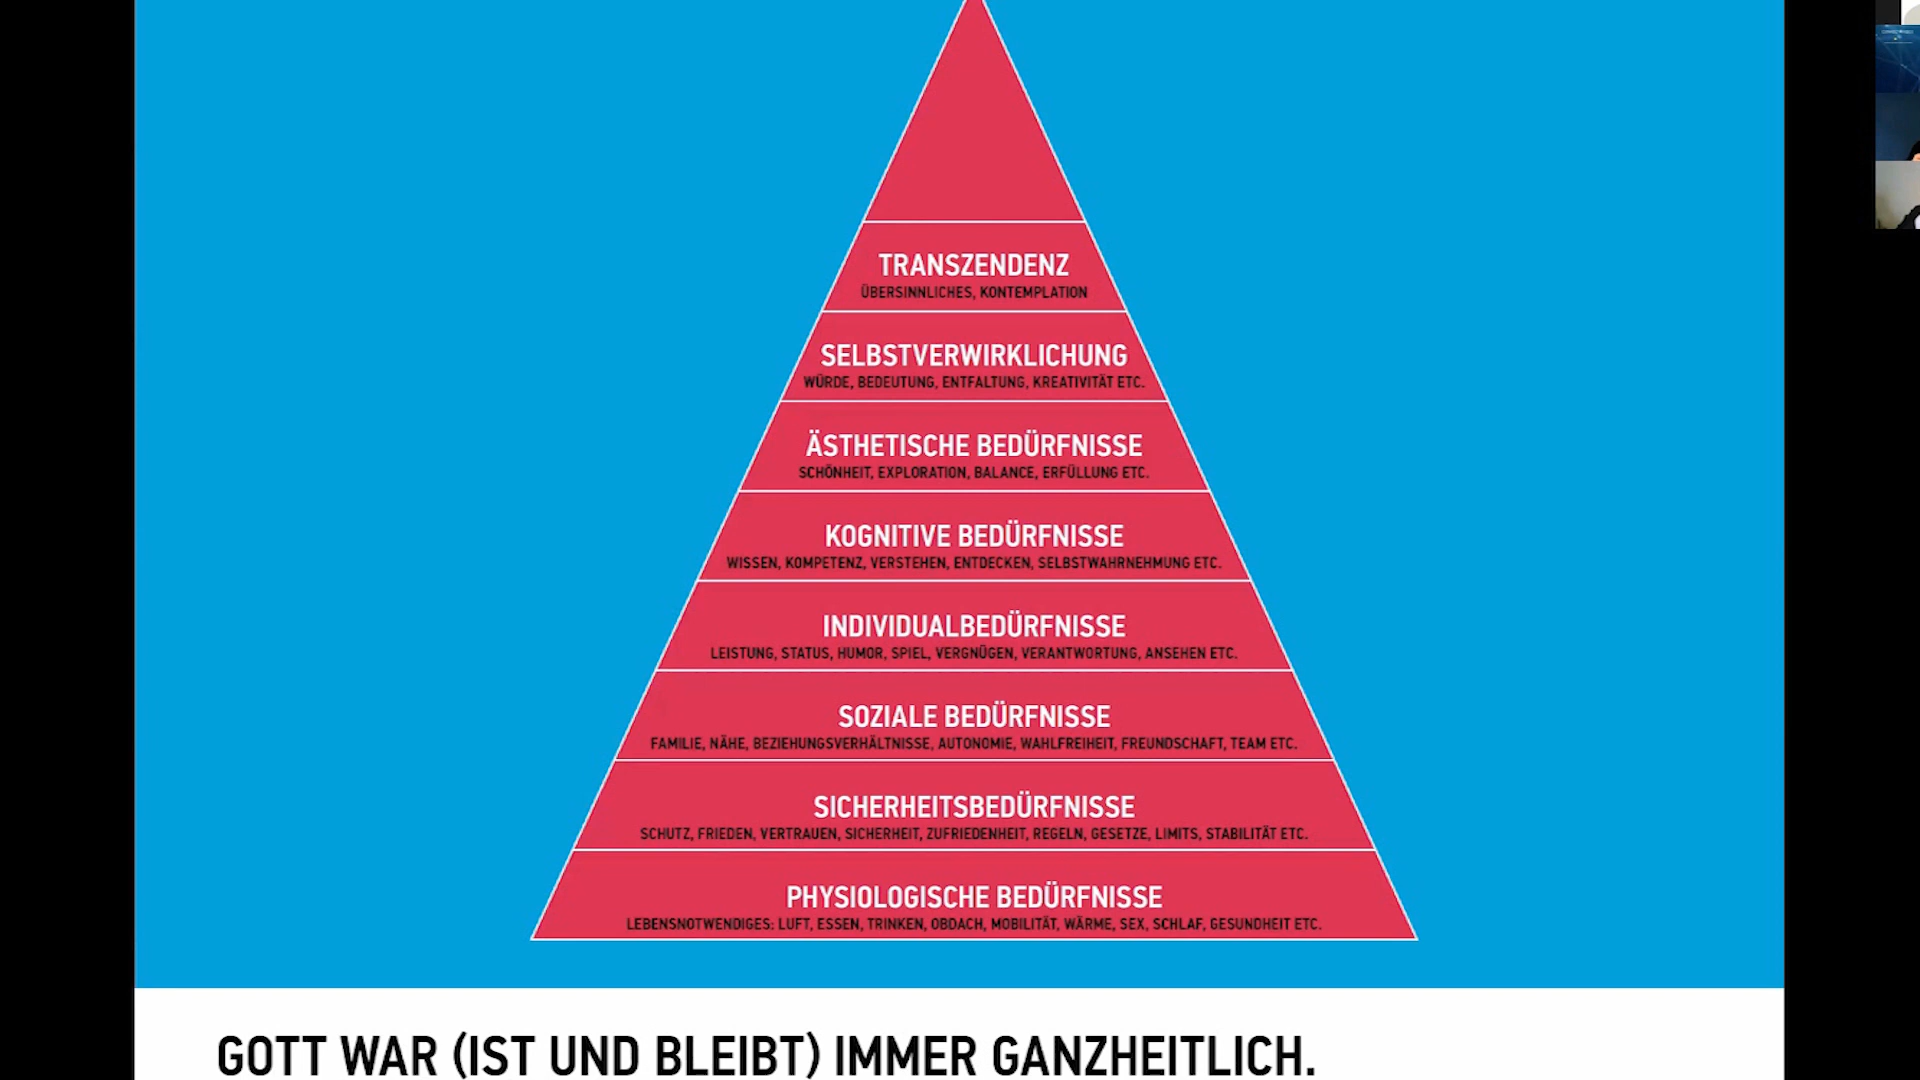 TRANSZENDENZ
ÜBERSINNLICHES, KONTEMPLATION
SELBSTVERWIRKLICHUNG
WÜRDE, BEDEUTUNG, ENTFALTUNG, KREATIVITÄT ETC.
ÄSTHETISCHE BEDÜRFNISSE
SCHÖNHEIT, EXPLORATION, BALANCE, ERFÜLLUNG ETC.
KOGNITIVE BEDÜRFNISSE
WISSEN, KOMPETENZ, VERSTEHEN, ENTDECKEN, SELBSTWAHRNEHMUNG ETC.
INDIVIDUALBEDÜRFNISSE
LEISTUNG, STATUS, HUMOR, SPIEL, VERGNÜGEN, VERANTWORTUNG, ANSEHEN ETC.
SOZIALE BEDÜRFNISSE
FAMILIE, NÄHE, BEZIEHUNGSVERHÄLTNISSE, AUTONOMIE, WAHLFREIHEIT, FREUNDSCHAFT, TEAM ETC.
SICHERHEITSBEDÜRFNISSE
SCHUTZ, FRIEDEN, VERTRAUEN, SICHERHEIT, ZUFRIEDENHEIT, REGELN, GESETZE, LIMITS, STABILITÄT ETC.
PHYSIOLOGISCHE BEDÜRFNISSE
LEBENSNOTWENDIGES: LUFT, ESSEN, TRINKEN, OBDACH, MOBILITÄT, WÄRME, SEX, SCHLAF, GESUNDHEIT ETC.
GOTT WAR (IST UND BLEIBT) IMMER GANZHEITLICH.